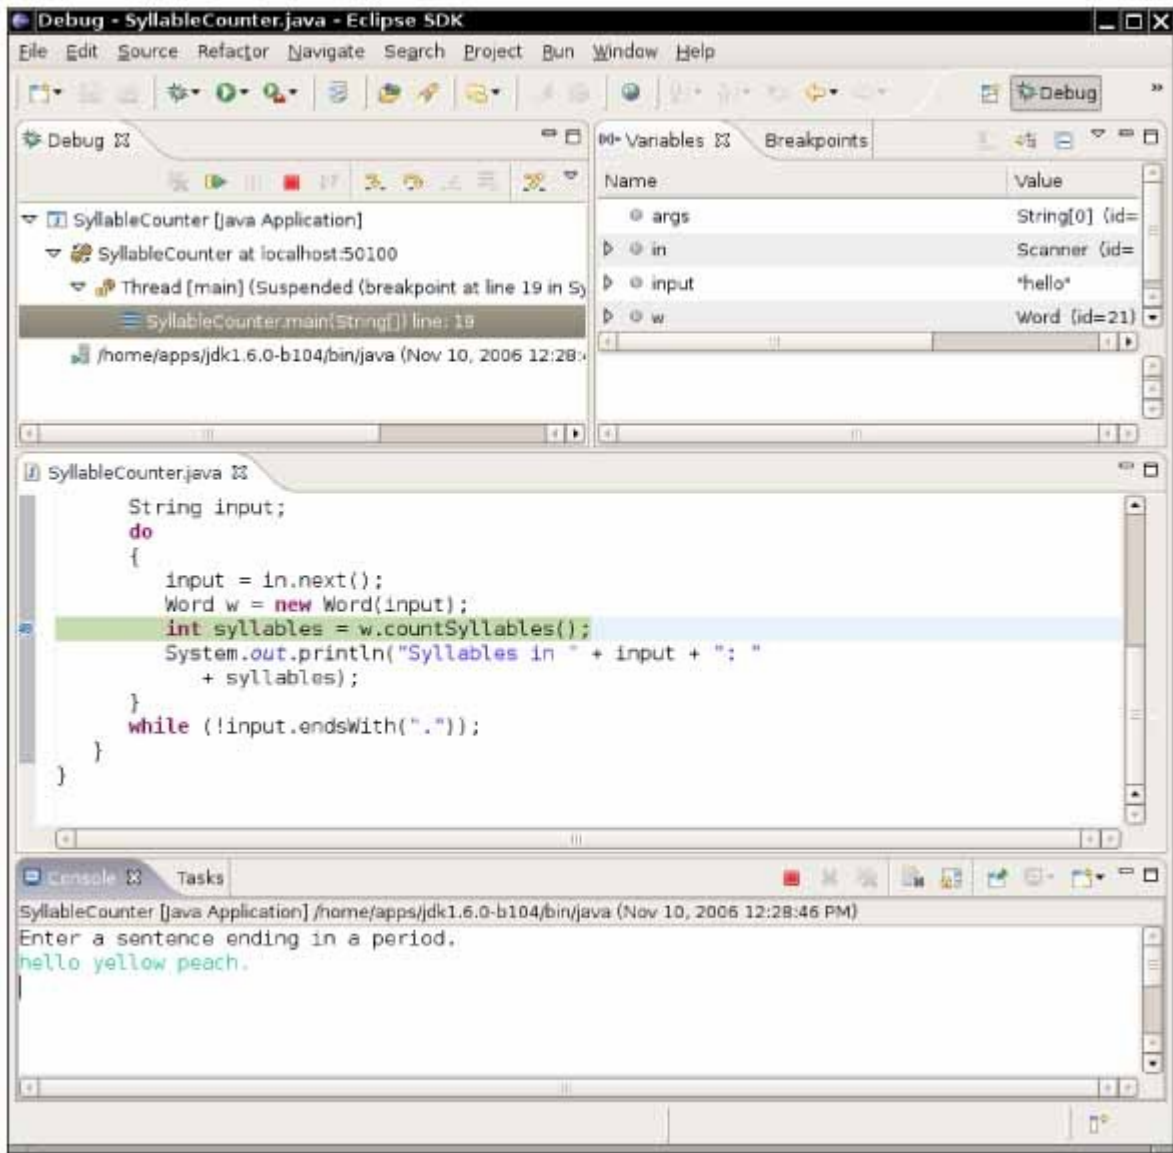 Debug - SyllableCounter.java - Eclipse SDK
File Edit Source Refactor Navigate Search Project Run Window Help
Debug
Debug
Variables Breakpoints
Name Value
SyllableCounter [Java Application]
SyllableCounter at localhost:50100
Thread [main] (Suspended (breakpoint at line 19 in Sy
SyllableCounter.main(String[]) line: 19
/home/apps/jdk1.6.0-b104/bin/java (Nov 10, 2006 12:28:
args String[0] (id=
in Scanner (id=
input "hello"
w Word (id=21)
SyllableCounter.java
String input;
do
{
input = in.next();
Word w = new Word(input);
int syllables = w.countSyllables();
System.out.println("Syllables in " + input + ": "
+ syllables);
}
while (!input.endsWith("."));
}
}
Console Tasks
SyllableCounter [Java Application] /home/apps/jdk1.6.0-b104/bin/java (Nov 10, 2006 12:28:46 PM)
Enter a sentence ending in a period.
hello yellow peach.